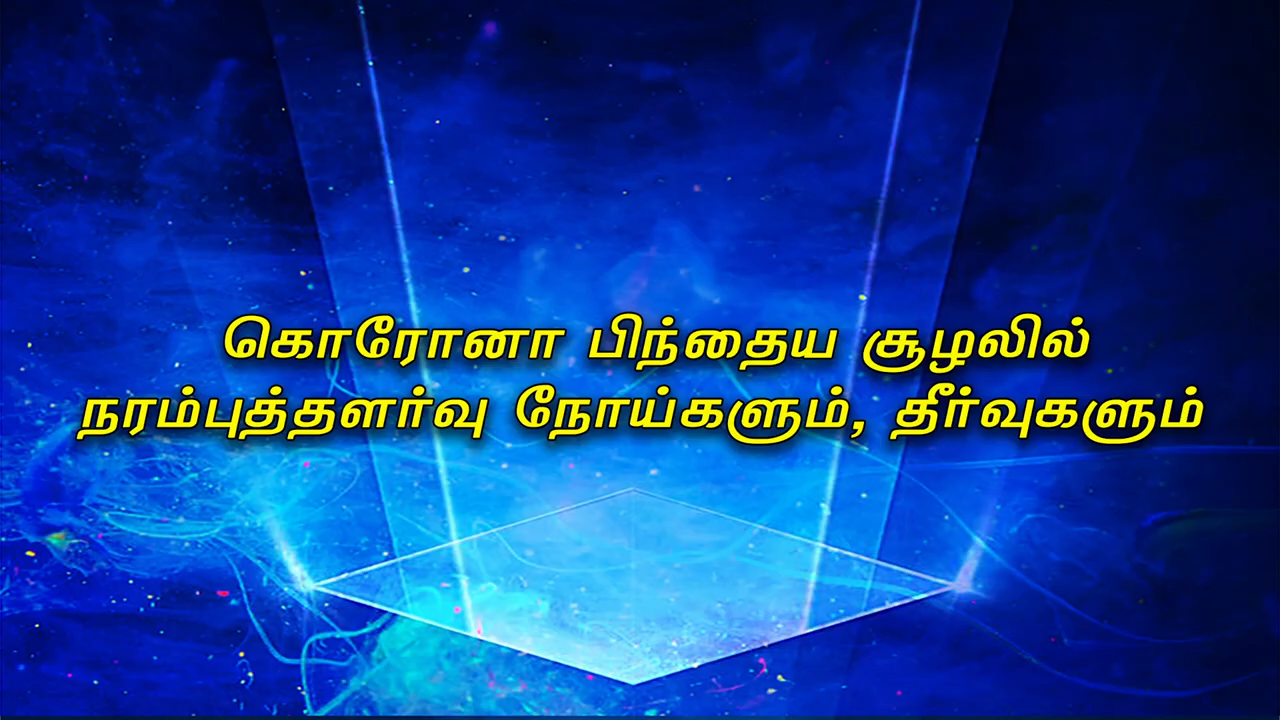 கொரோனா பிந்தைய சூழலில்
நரம்புத்தளர்வு நோய்களும், தீர்வுகளும்